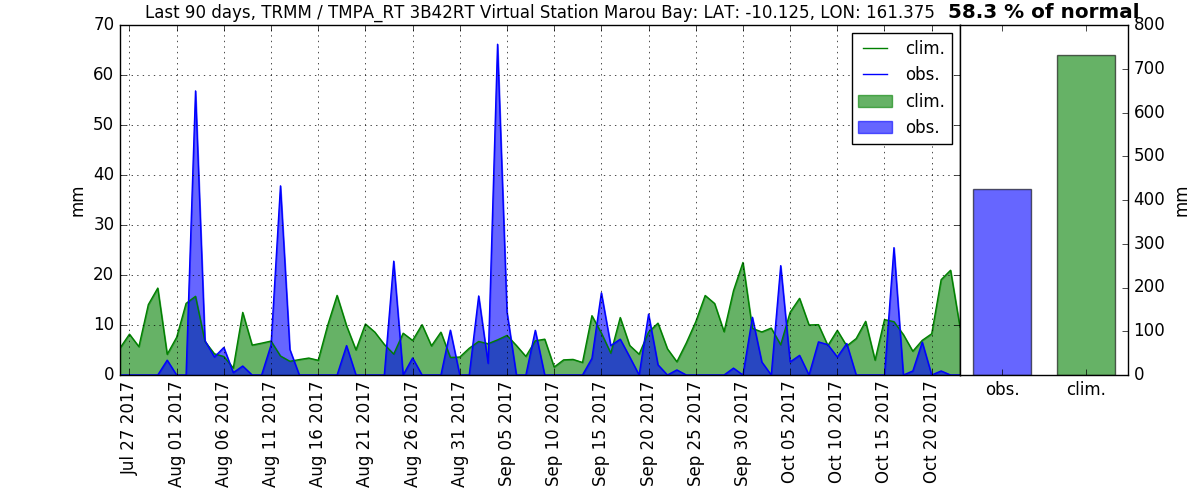 Last 90 days, TRMM / TMPA_RT 3B42RT Virtual Station Marou Bay: LAT: -10.125, LON: 161.375
58.3 % of normal
clim.
obs.
clim.
obs.
70
60
50
40
30
20
10
0
mm
800
700
600
500
400
300
200
100
0
mm
Jul 27 2017
Aug 01 2017
Aug 06 2017
Aug 11 2017
Aug 16 2017
Aug 21 2017
Aug 26 2017
Aug 31 2017
Sep 05 2017
Sep 10 2017
Sep 15 2017
Sep 20 2017
Sep 25 2017
Sep 30 2017
Oct 05 2017
Oct 10 2017
Oct 15 2017
Oct 20 2017
obs.
clim.